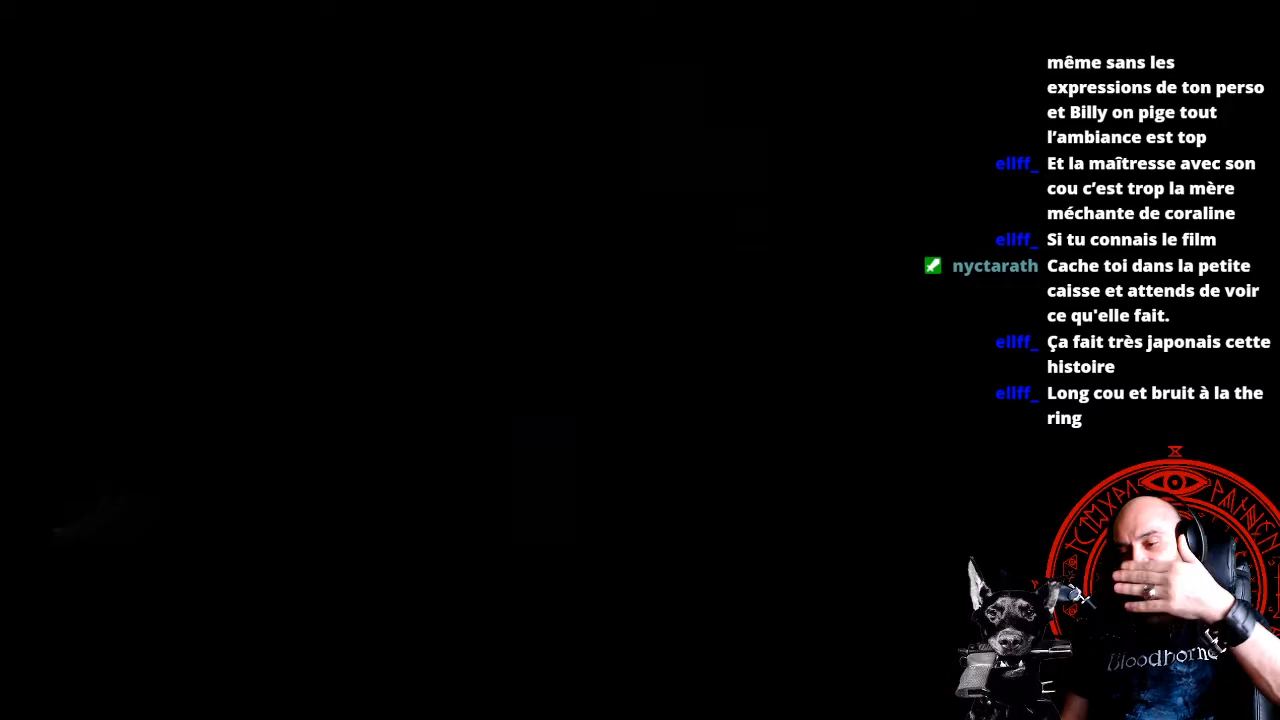 même sans les
expressions de ton perso
et Billy on pige tout
l’ambiance est top
ellff_ Et la maîtresse avec son
cou c’est trop la mère
méchante de coraline
ellff_ Si tu connais le film
nyctarath Cache toi dans la petite
caisse et attends de voir
ce qu'elle fait.
ellff_ Ça fait très japonais cette
histoire
ellff_ Long cou et bruit à la the
ring
Bloodborne